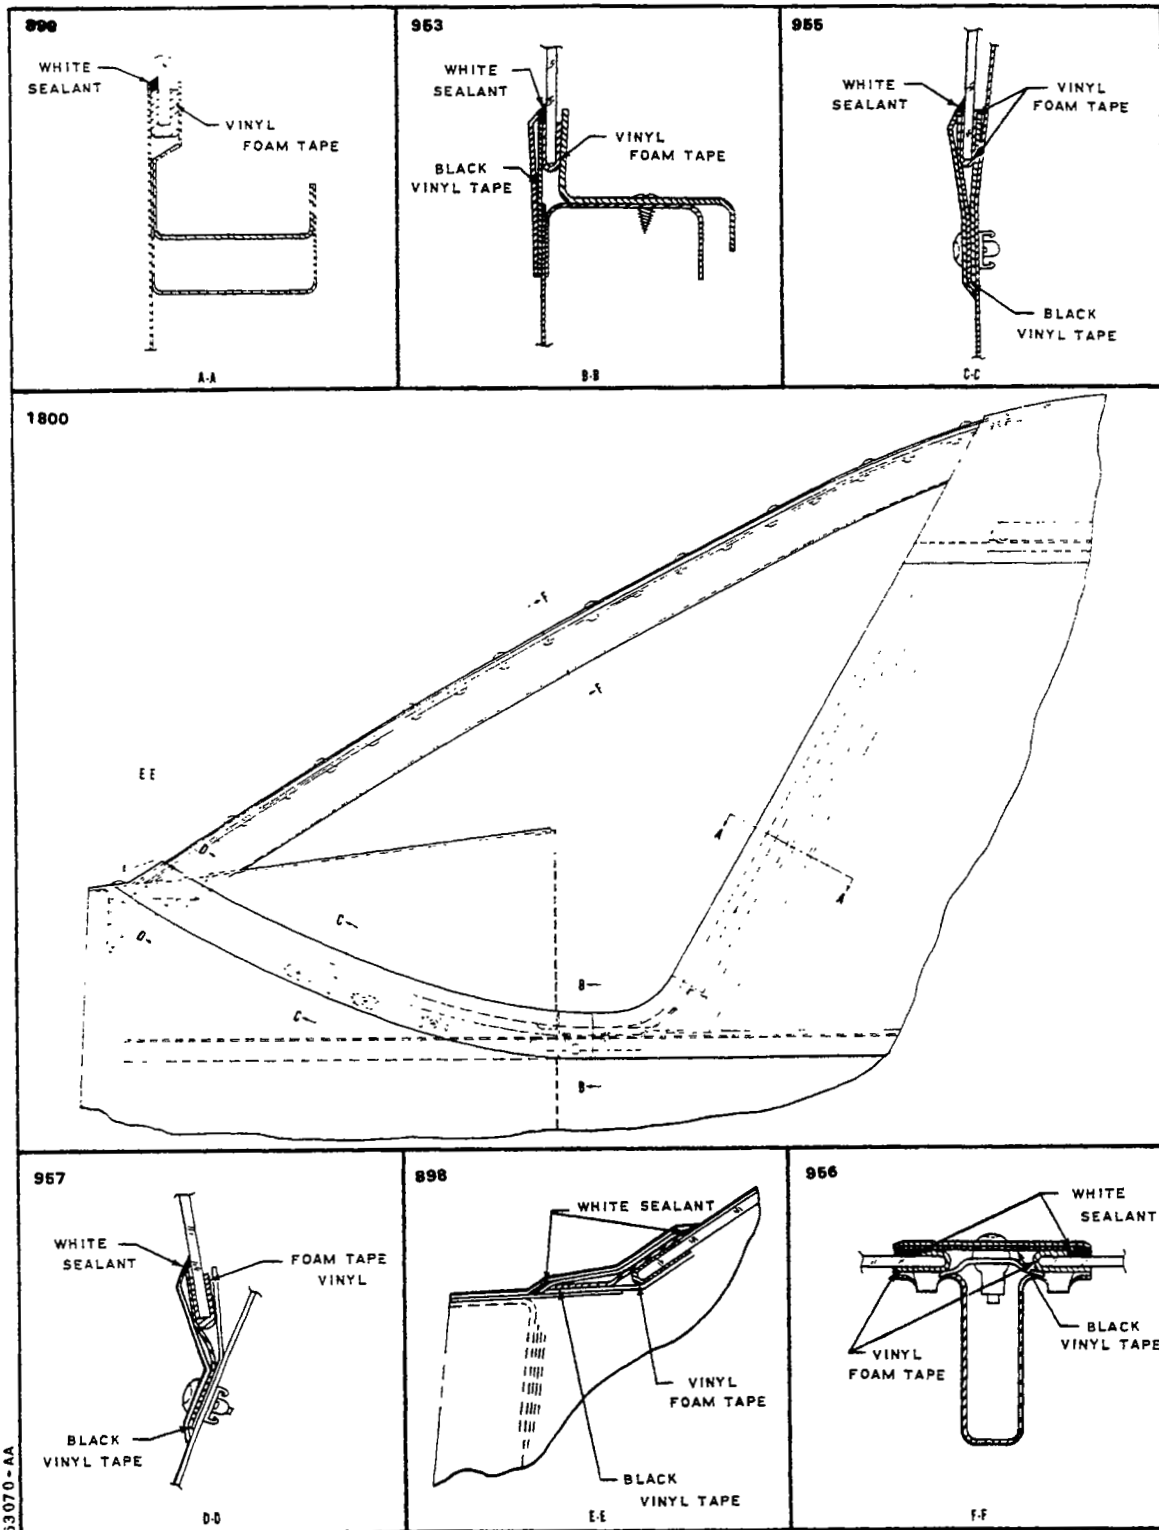 899
WHITE
SEALANT
VINYL
FOAM TAPE
A-A
953
WHITE
SEALANT
VINYL
FOAM TAPE
BLACK
VINYL TAPE
B-B
955
WHITE
SEALANT
VINYL
FOAM TAPE
BLACK
VINYL TAPE
C-C
1800
F
F
E E
A
A
D
D
C
C
B
B
957
WHITE
SEALANT
FOAM TAPE
VINYL
BLACK
VINYL TAPE
D-D
898
WHITE SEALANT
VINYL
FOAM TAPE
BLACK
VINYL TAPE
E-E
956
WHITE
SEALANT
BLACK
VINYL TAPE
VINYL
FOAM TAPE
F-F
53070-AA